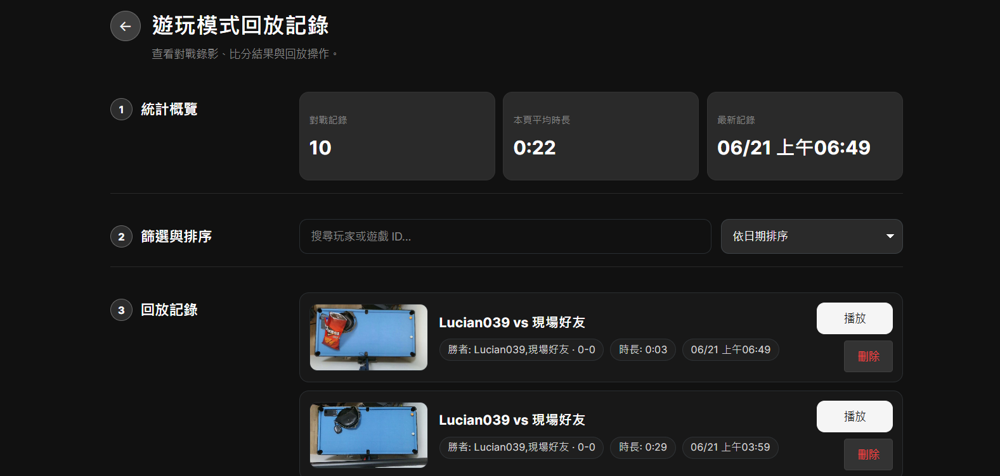 遊玩模式回放記錄
查看對戰錄影、比分結果與回放操作。
1 統計概覽
對戰記錄
10
本頁平均時長
0:22
最新記錄
06/21 上午06:49
2 篩選與排序
搜尋玩家或遊戲 ID...
依日期排序
3 回放記錄
Lucian039 vs 現場好友
勝者: Lucian039,現場好友 · 0-0
時長: 0:03
06/21 上午06:49
播放
刪除
Lucian039 vs 現場好友
勝者: Lucian039,現場好友 · 0-0
時長: 0:29
06/21 上午03:59
播放
刪除